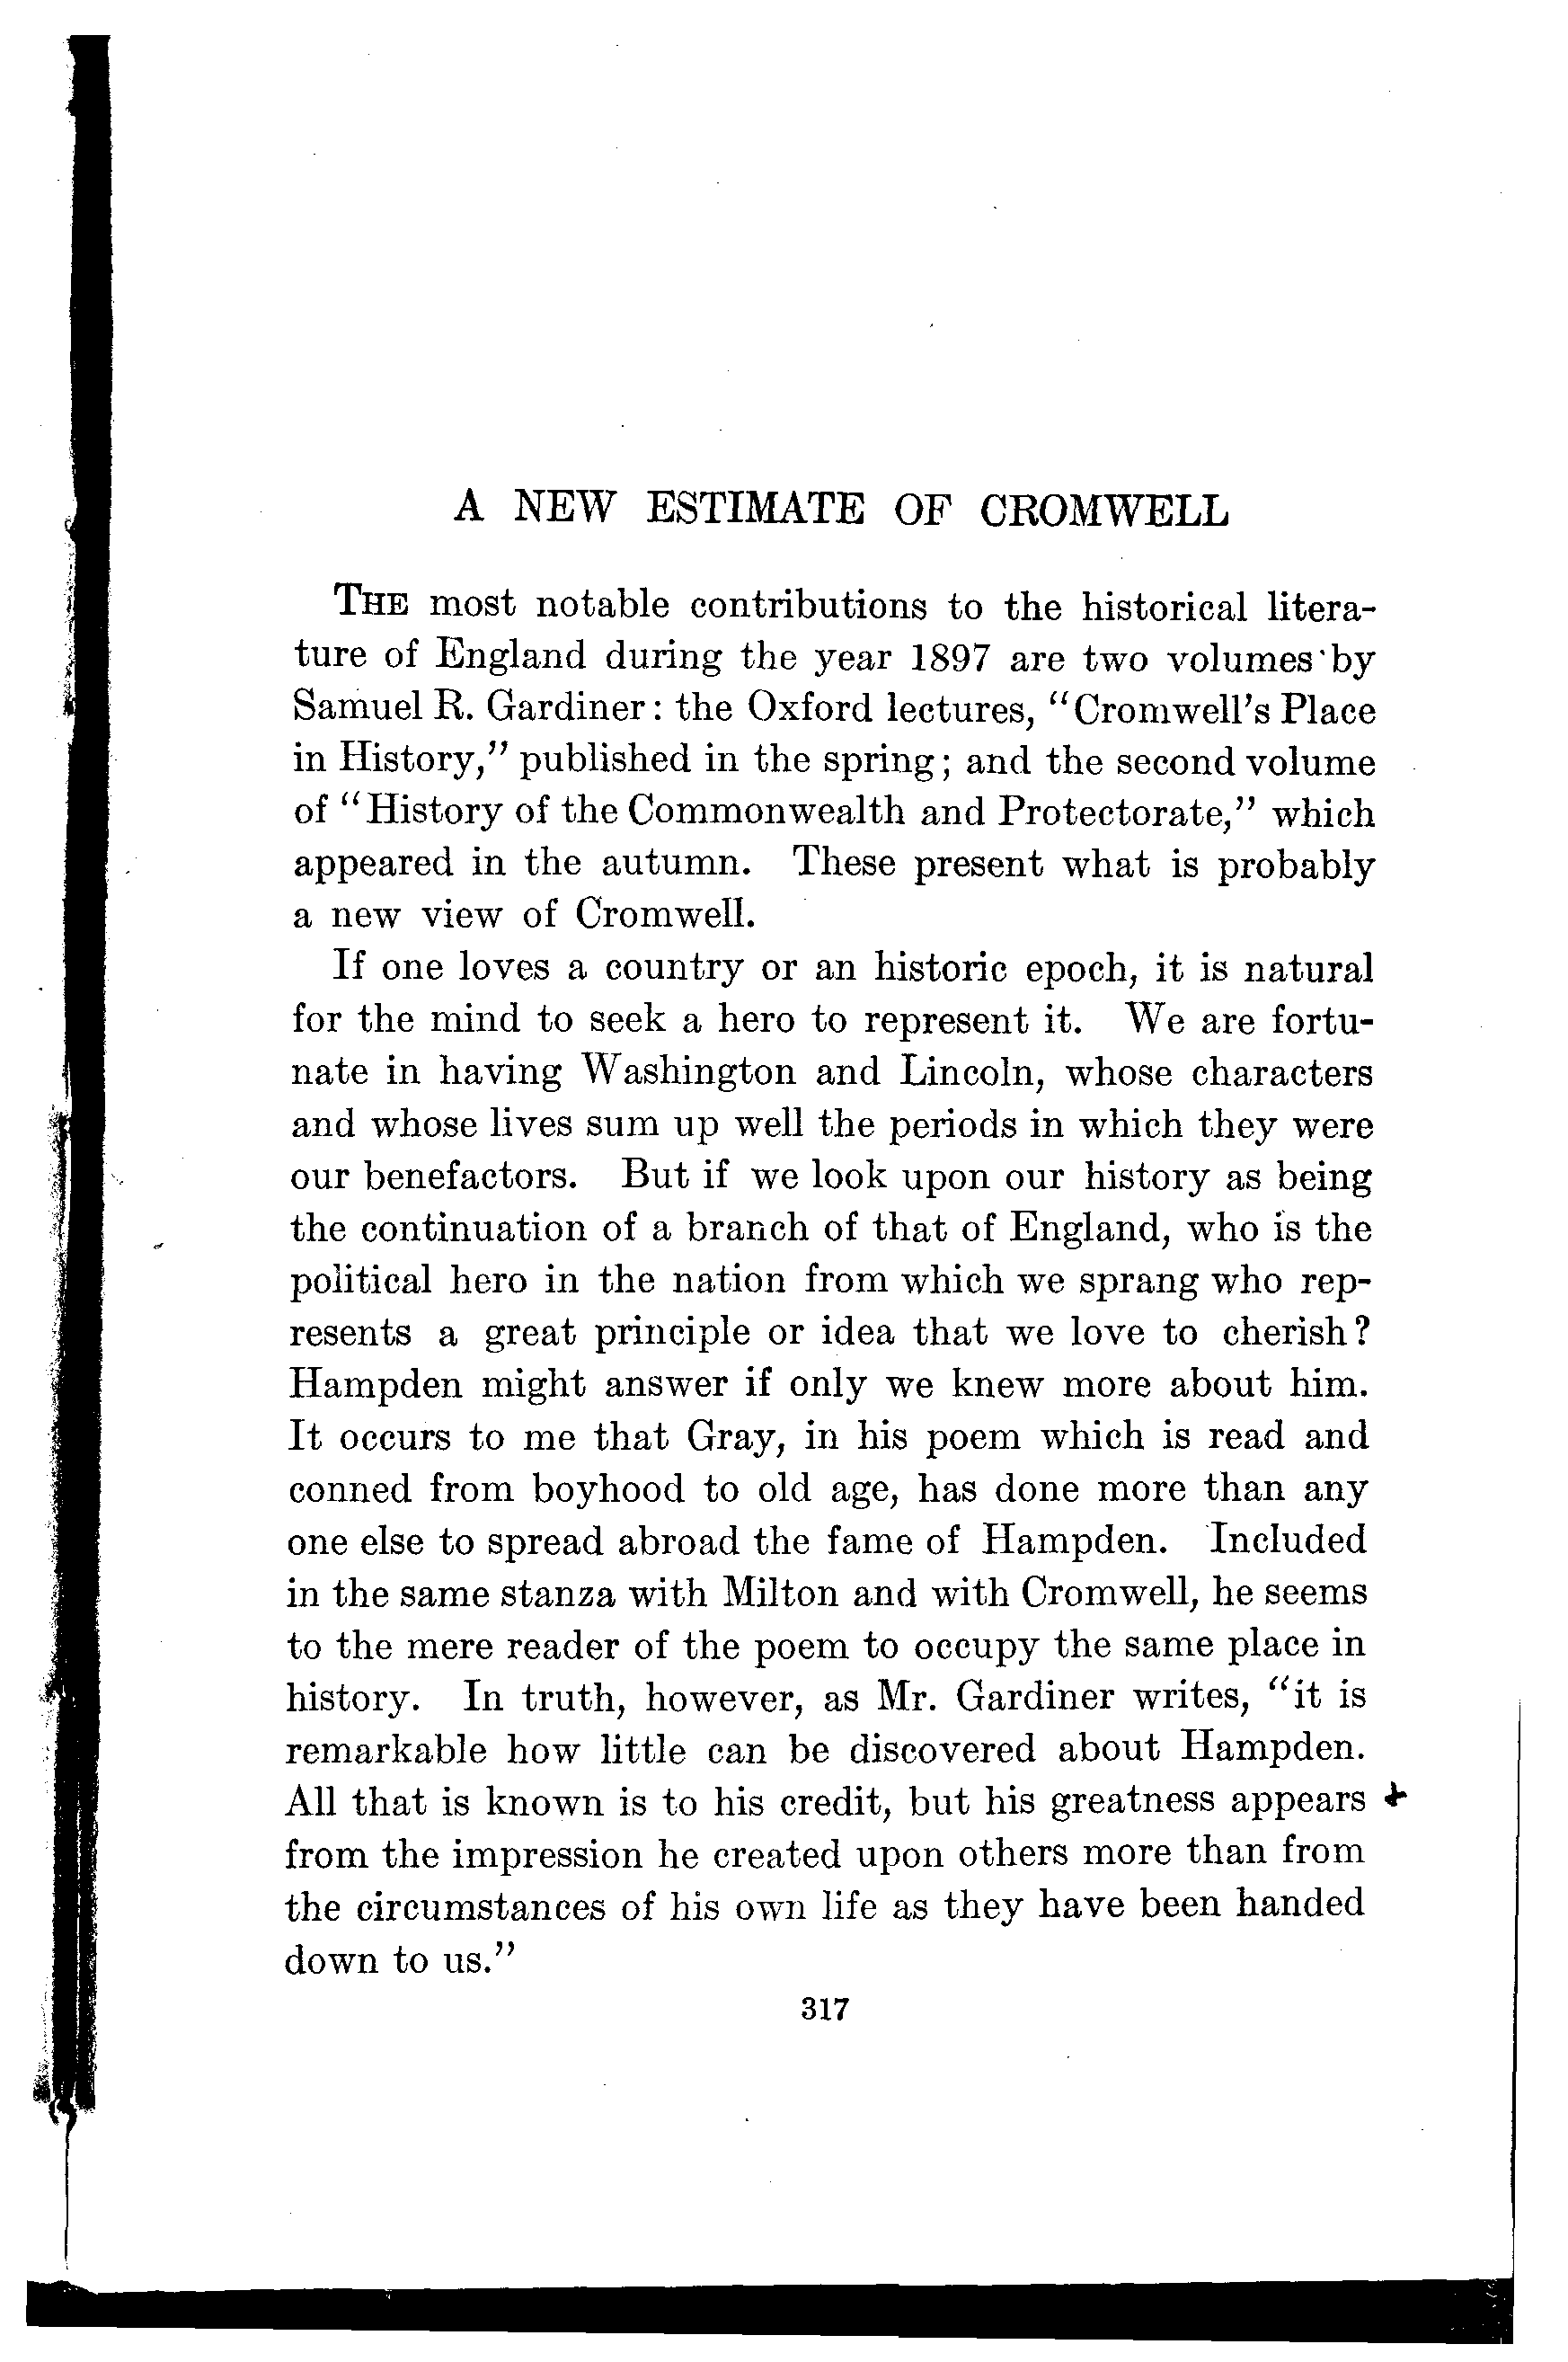 A NEW ESTIMATE OF CROMWELL
THE most notable contributions to the historical litera-
ture of England during the year 1897 are two volumes by
Samuel R. Gardiner: the Oxford lectures, "Cromwell's Place
in History," published in the spring; and the second volume
of "History of the Commonwealth and Protectorate," which
appeared in the autumn. These present what is probably
a new view of Cromwell.
If one loves a country or an historic epoch, it is natural
for the mind to seek a hero to represent it. We are fortu-
nate in having Washington and Lincoln, whose characters
and whose lives sum up well the periods in which they were
our benefactors. But if we look upon our history as being
the continuation of a branch of that of England, who is the
political hero in the nation from which we sprang who rep-
resents a great principle or idea that we love to cherish?
Hampden might answer if only we knew more about him.
It occurs to me that Gray, in his poem which is read and
conned from boyhood to old age, has done more than any
one else to spread abroad the fame of Hampden. Included
in the same stanza with Milton and with Cromwell, he seems
to the mere reader of the poem to occupy the same place in
history. In truth, however, as Mr. Gardiner writes, "it is
remarkable how little can be discovered about Hampden.
All that is known is to his credit, but his greatness appears
from the impression he created upon others more than from
the circumstances of his own life as they have been handed
down to us."
317